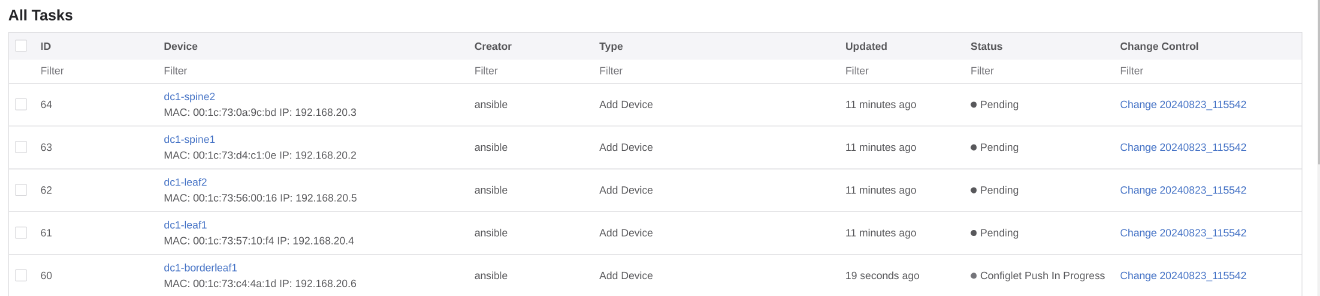 All Tasks
ID Device Creator Type Updated Status Change Control
Filter Filter Filter Filter Filter Filter Filter
64 dc1-spine2 MAC: 00:1c:73:0a:9c:bd IP: 192.168.20.3 ansible Add Device 11 minutes ago Pending Change 20240823_115542
63 dc1-spine1 MAC: 00:1c:73:d4:c1:0e IP: 192.168.20.2 ansible Add Device 11 minutes ago Pending Change 20240823_115542
62 dc1-leaf2 MAC: 00:1c:73:56:00:16 IP: 192.168.20.5 ansible Add Device 11 minutes ago Pending Change 20240823_115542
61 dc1-leaf1 MAC: 00:1c:73:57:10:f4 IP: 192.168.20.4 ansible Add Device 11 minutes ago Pending Change 20240823_115542
60 dc1-borderleaf1 MAC: 00:1c:73:c4:4a:1d IP: 192.168.20.6 ansible Add Device 19 seconds ago Configlet Push In Progress Change 20240823_115542